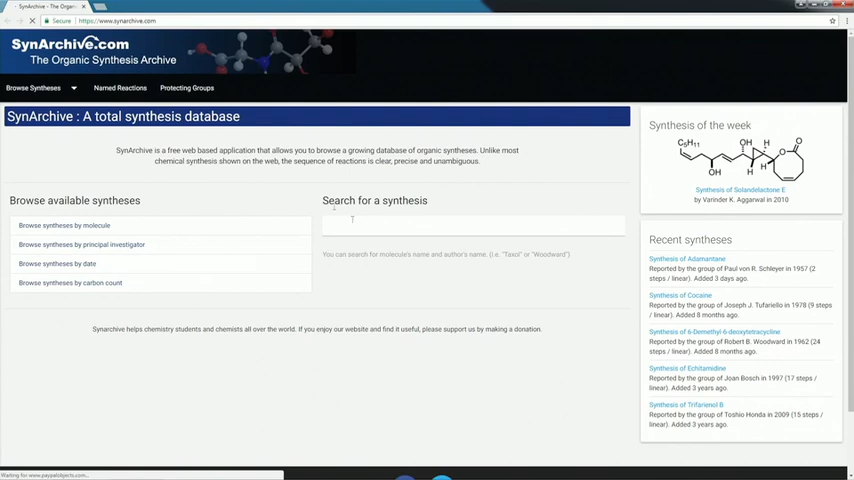 SynArchive - The Organi
Secure
https://www.synarchive.com
SynArchive.com
The Organic Synthesis Archive
Browse Syntheses
Named Reactions
Protecting Groups
SynArchive : A total synthesis database
SynArchive is a free web based application that allows you to browse a growing database of organic syntheses. Unlike most
chemical synthesis shown on the web, the sequence of reactions is clear, precise and unambiguous.
Browse available syntheses
Browse syntheses by molecule
Browse syntheses by principal investigator
Browse syntheses by date
Browse syntheses by carbon count
Search for a synthesis
You can search for molecule's name and author's name. (i.e. "Taxol" or "Woodward")
Synarchive helps chemistry students and chemists all over the world. If you enjoy our website and find it useful, please support us by making a donation.
Synthesis of the week
C5H11
OH
OH
H
H
H
O
O
Synthesis of Solandelactone E
by Varinder K. Aggarwal in 2010
Recent syntheses
Synthesis of Adamantane
Reported by the group of Paul von R. Schleyer in 1957 (2
steps / linear). Added 3 days ago.
Synthesis of Cocaine
Reported by the group of Joseph J. Tufariello in 1978 (9 steps
/ linear). Added 8 months ago.
Synthesis of 6-Demethyl-6-deoxytetracycline
Reported by the group of Robert B. Woodward in 1962 (24
steps / linear). Added 8 months ago.
Synthesis of Echitamidine
Reported by the group of Joan Bosch in 1997 (17 steps /
linear). Added 3 years ago.
Synthesis of Trifarienol B
Reported by the group of Toshio Honda in 2009 (15 steps /
linear). Added 3 years ago.
Waiting for www.paypalobjects.com...